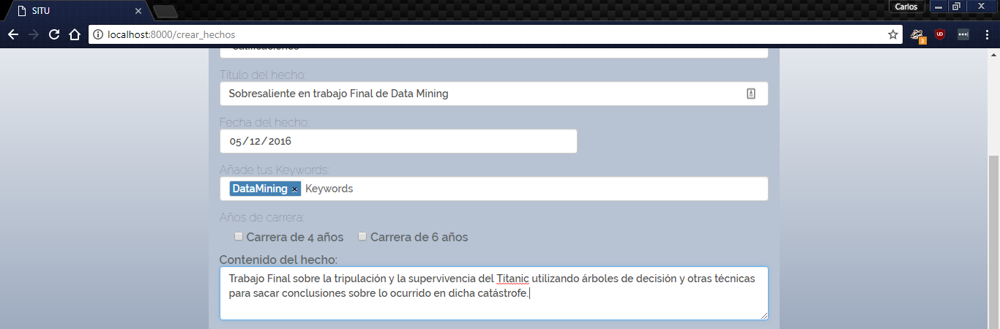 SITU
Carlos
localhost:8000/crear_hechos
3
Titulo del hecho:
Sobresaliente en trabajo Final de Data Mining
Fecha del hecho:
05/12/2016
Añade tus Keywords:
DataMining × Keywords
Años de carrera:
Carrera de 4 años Carrera de 6 años
Contenido del hecho:
Trabajo Final sobre la tripulación y la supervivencia del Titanic utilizando árboles de decisión y otras técnicas
para sacar conclusiones sobre lo ocurrido en dicha catástrofe.